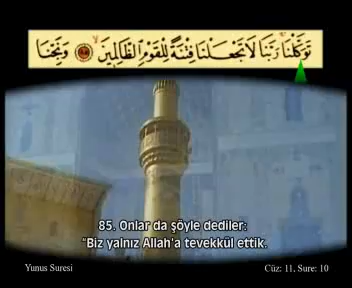 تَوَكَّلْنَا رَبَّنَا لَا تَجْعَلْنَا فِتْنَةً لِلْقَوْمِ الظَّالِمِينَ ۝ وَنَجِّنَا
85. Onlar da şöyle dediler:
"Biz yalnız Allah'a tevekkül ettik.
Yunus Suresi
Cüz: 11, Sure: 10